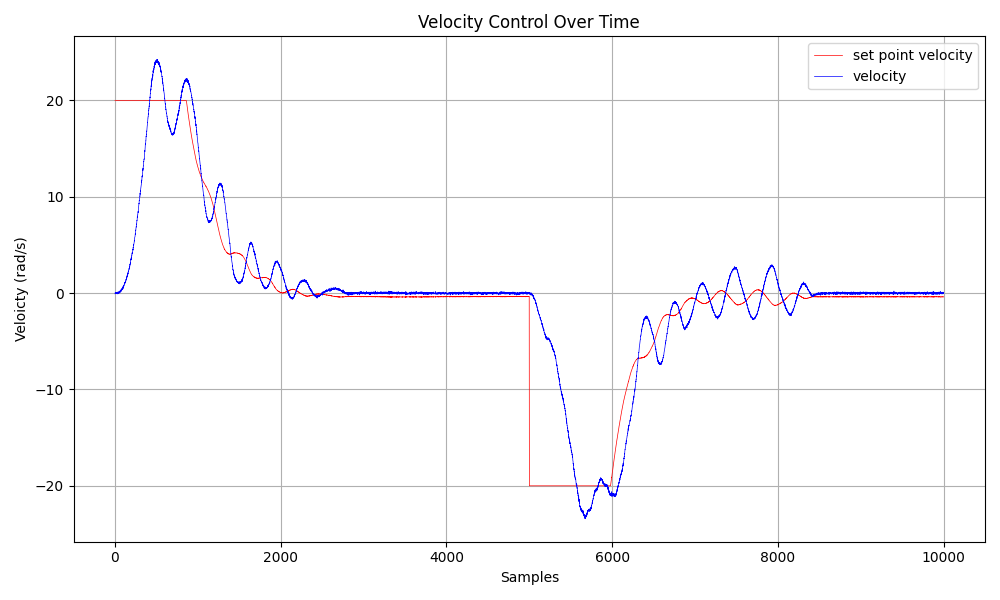 Velocity Control Over Time
set point velocity
velocity
Veloicty (rad/s)
20
10
0
−10
−20
0
2000
4000
6000
8000
10000
Samples